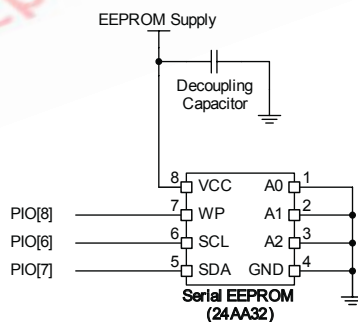 EEPROM Supply
Decoupling
Capacitor
8 VCC A0 1
PIO[8] 7 WP A1 2
PIO[6] 6 SCL A2 3
PIO[7] 5 SDA GND 4
Serial EEPROM
(24AA32)